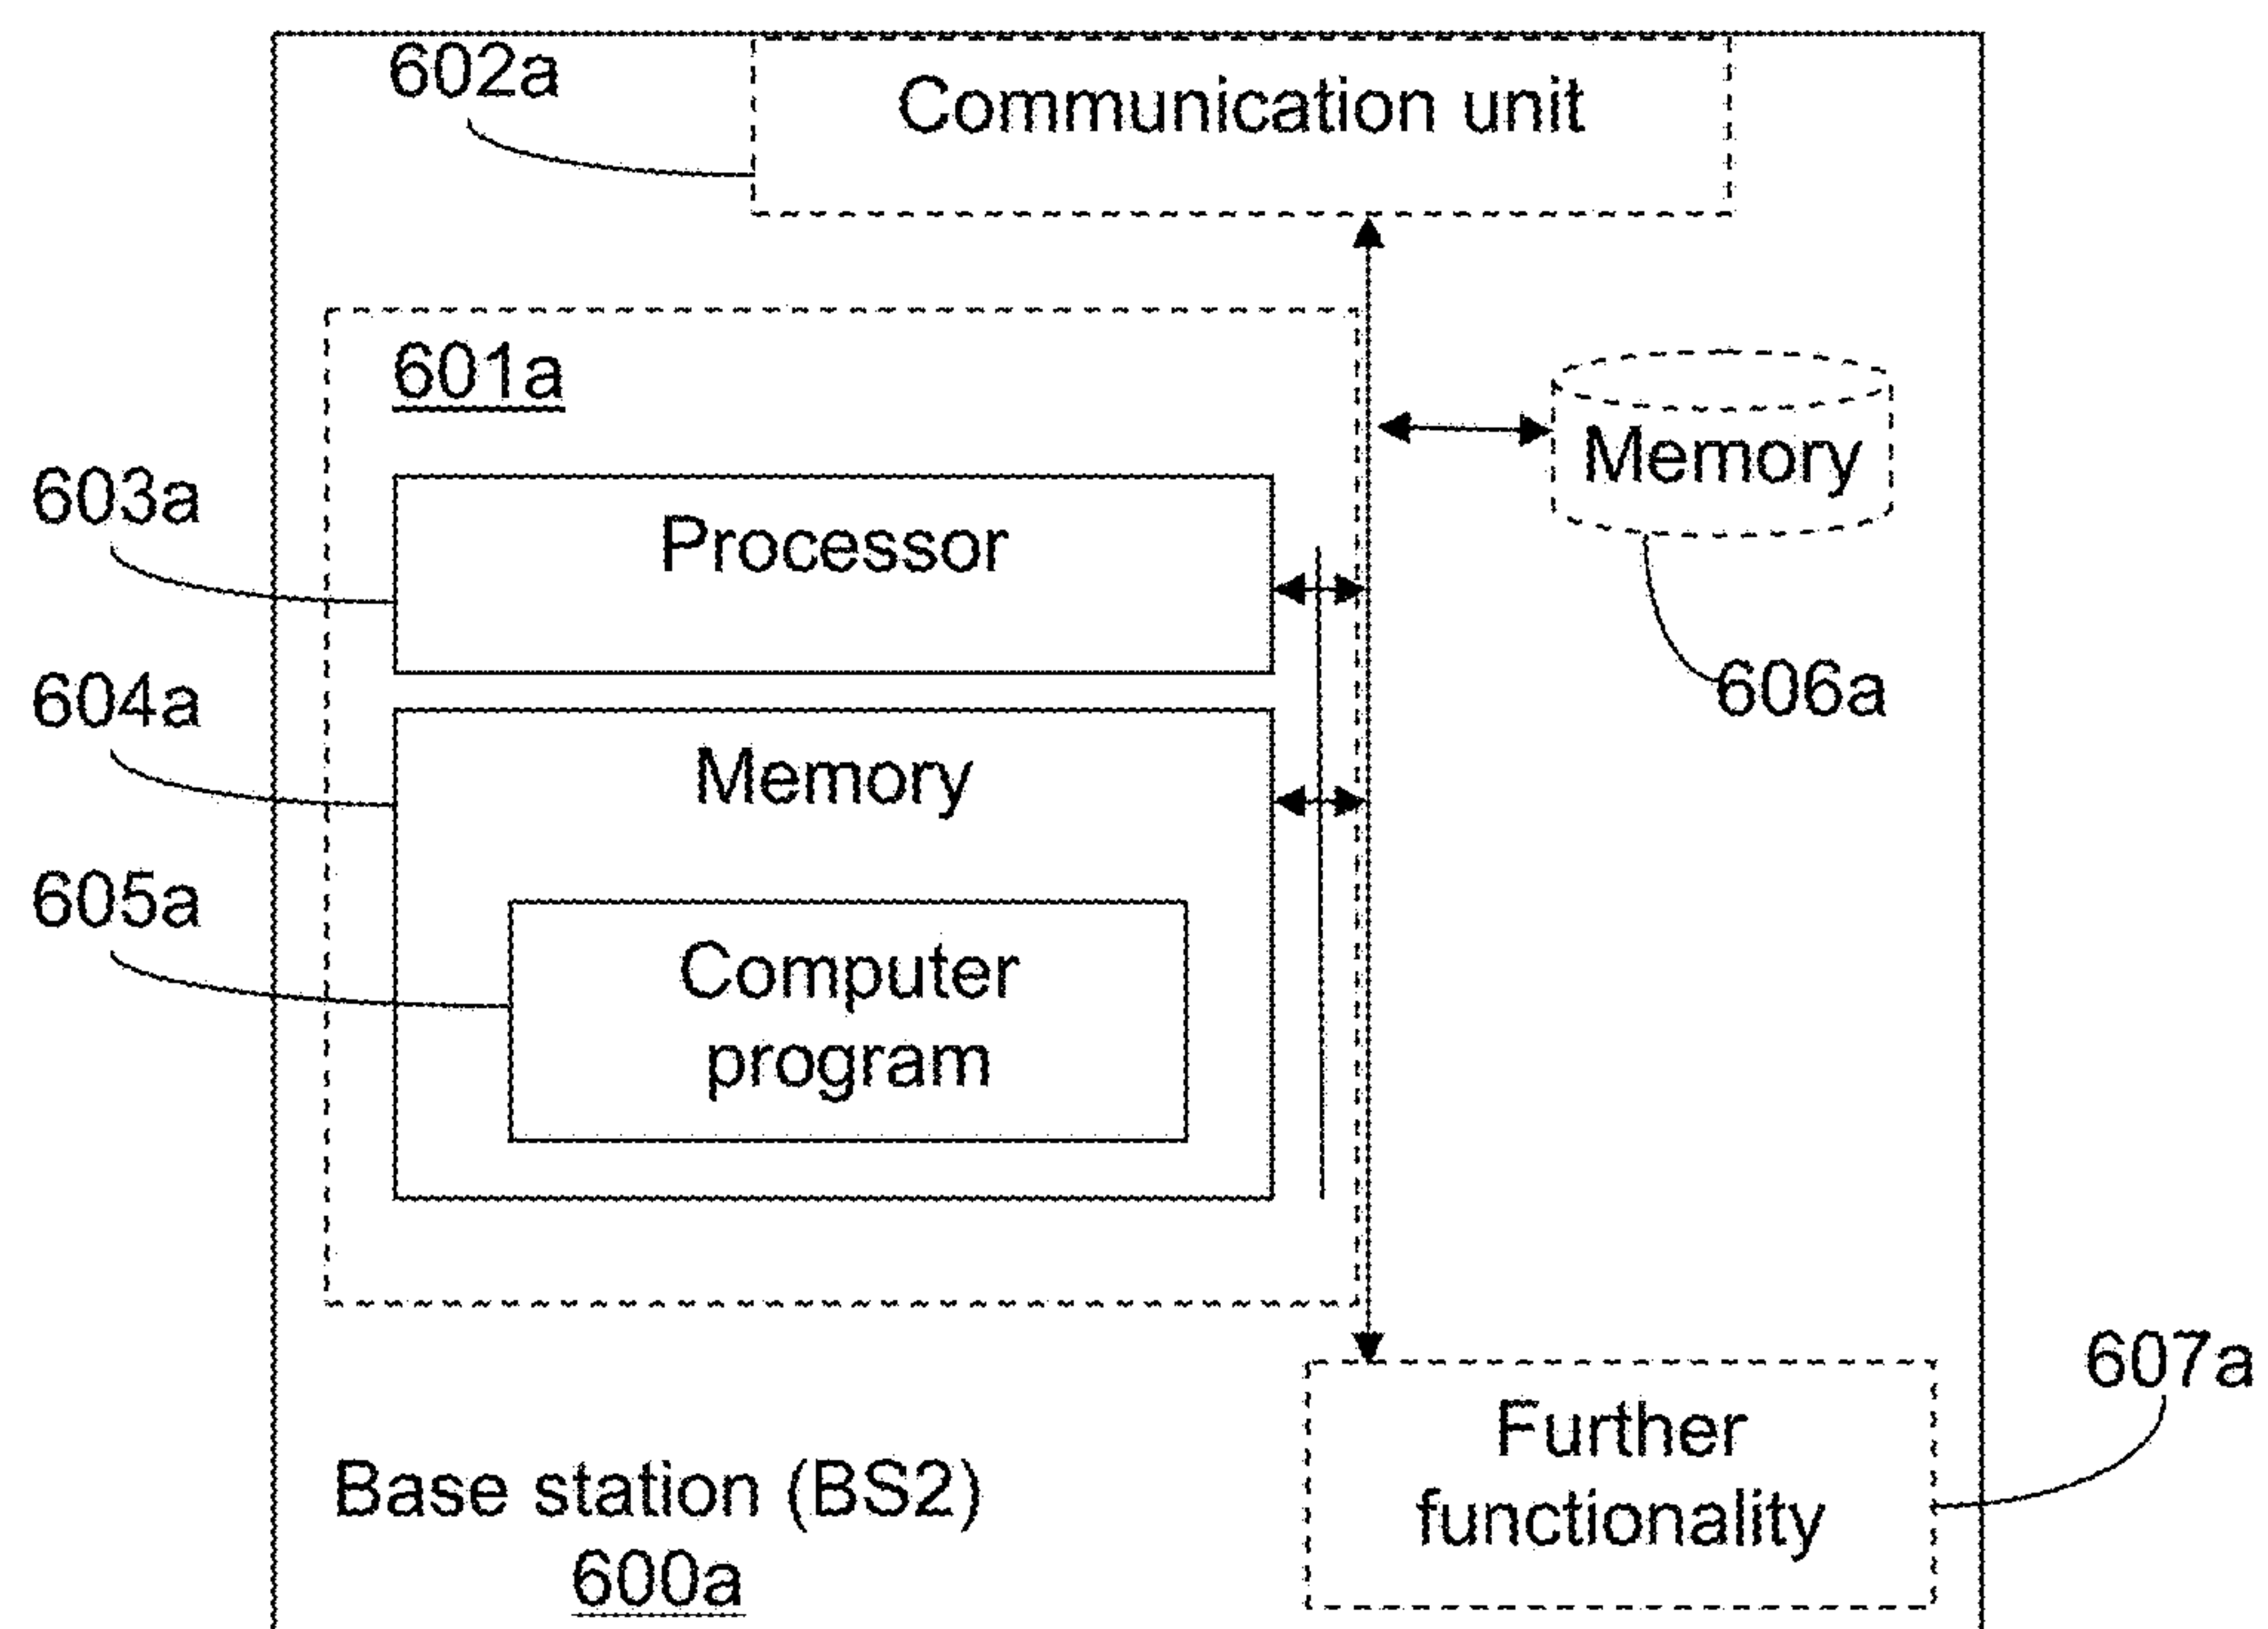 602a
Communication unit
601a
603a
Processor
Memory
606a
604a
Memory
605a
Computer
program
607a
Further
functionality
Base station (BS2)
600a